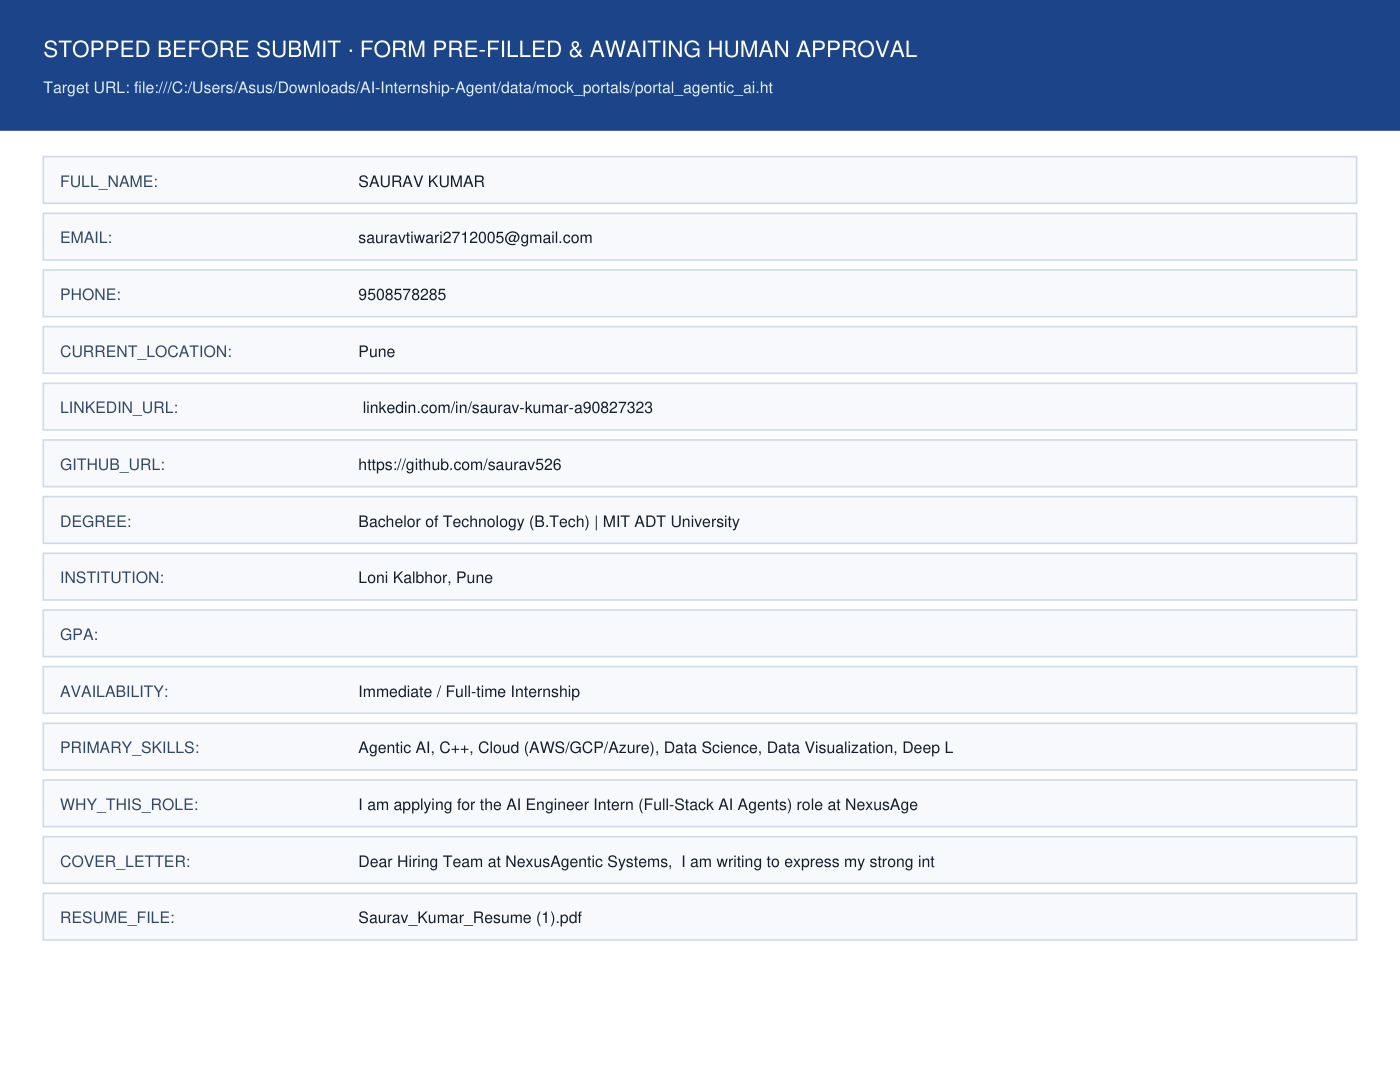 STOPPED BEFORE SUBMIT · FORM PRE-FILLED & AWAITING HUMAN APPROVAL
Target URL: file:///C:/Users/Asus/Downloads/AI-Internship-Agent/data/mock_portals/portal_agentic_ai.ht
FULL_NAME: SAURAV KUMAR
EMAIL: sauravtiwari2712005@gmail.com
PHONE: 9508578285
CURRENT_LOCATION: Pune
LINKEDIN_URL: linkedin.com/in/saurav-kumar-a90827323
GITHUB_URL: https://github.com/saurav526
DEGREE: Bachelor of Technology (B.Tech) | MIT ADT University
INSTITUTION: Loni Kalbhor, Pune
GPA:
AVAILABILITY: Immediate / Full-time Internship
PRIMARY_SKILLS: Agentic AI, C++, Cloud (AWS/GCP/Azure), Data Science, Data Visualization, Deep L
WHY_THIS_ROLE: I am applying for the AI Engineer Intern (Full-Stack AI Agents) role at NexusAge
COVER_LETTER: Dear Hiring Team at NexusAgentic Systems,  I am writing to express my strong int
RESUME_FILE: Saurav_Kumar_Resume (1).pdf